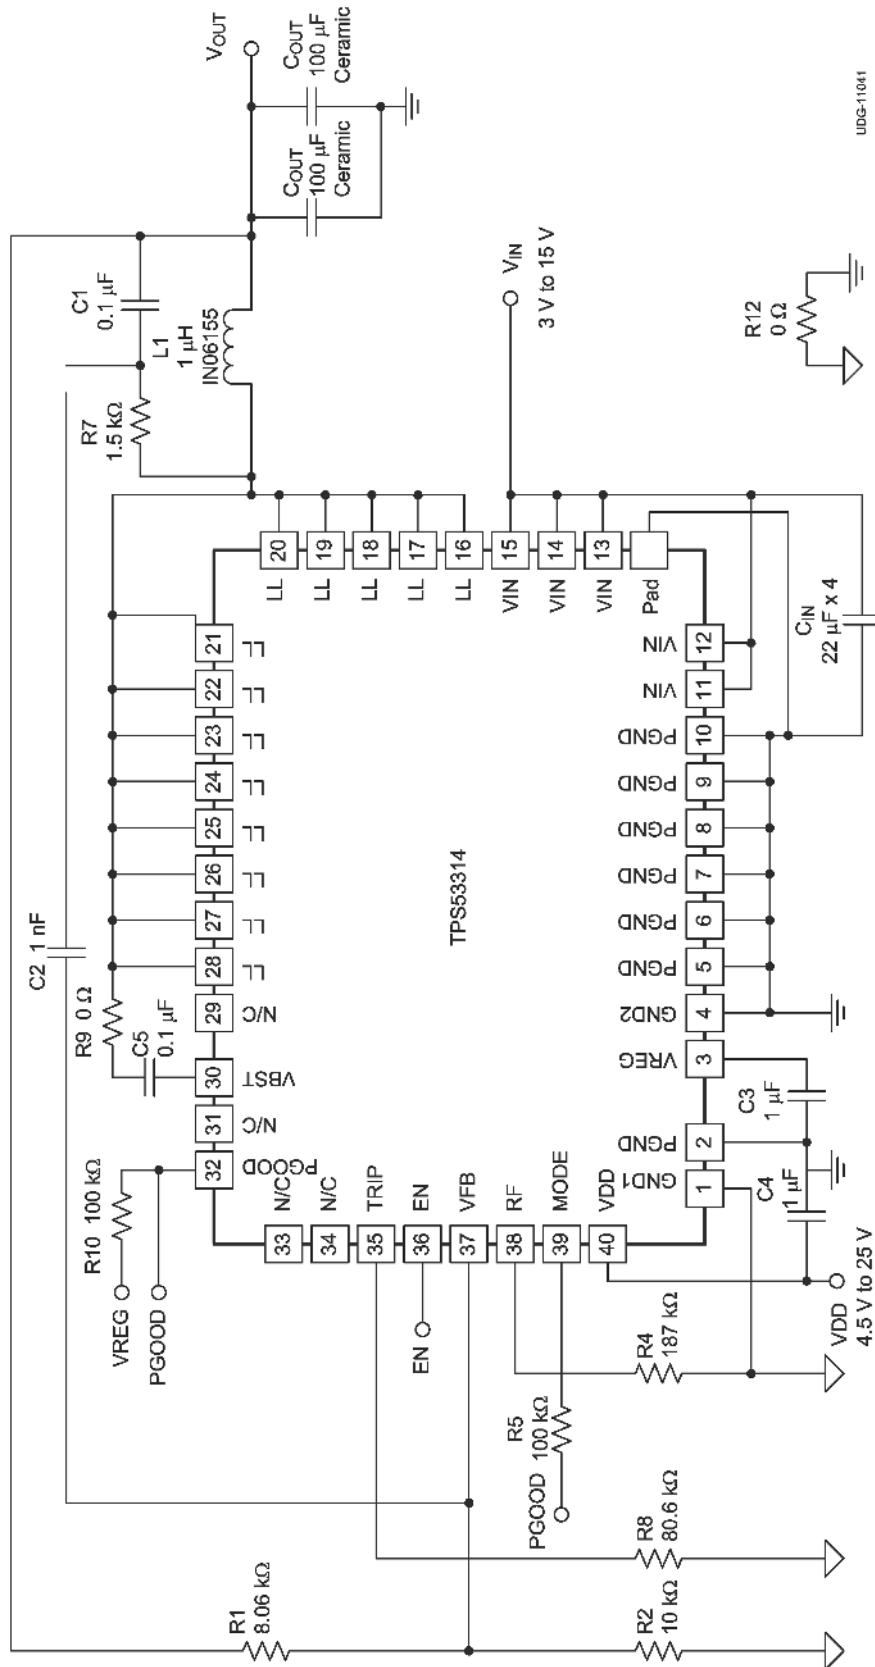 VOUT
COUT
100 µF
Ceramic
COUT
100 µF
Ceramic
C1
0.1 µF
L1
1 µH
IN06155
R7
1.5 kΩ
VIN
3 V to 15 V
R12
0 Ω
UDG-11041
C2 1 nF
R9 0 Ω
C5
0.1 µF
R10 100 kΩ
VREG
PGOOD
20 LL
19 LL
18 LL
17 LL
16 LL
15 VIN
14 VIN
13 VIN
Pad
21 LL
22 LL
23 LL
24 LL
25 LL
26 LL
27 LL
28 LL
29 N/C
30 VBST
31 N/C
32 PGOOD
TPS53314
12 VIN
11 VIN
10 PGND
9 PGND
8 PGND
7 PGND
6 PGND
5 PGND
4 GND2
3 VREG
2 PGND
1 GND1
33 N/C
34 N/C
35 TRIP
36 EN
37 VFB
38 RF
39 MODE
40 VDD
CIN
22 µF x 4
C3
1 µF
C4
1 µF
VDD
4.5 V to 25 V
EN
R4
187 kΩ
R5
100 kΩ
PGOOD
R8
80.6 kΩ
R1
8.06 kΩ
R2
10 kΩ